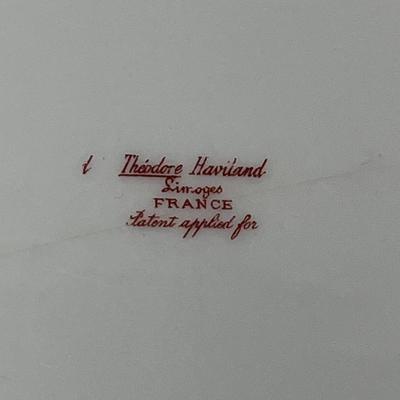 t Théodore Haviland
Limoges
FRANCE
Patent applied for